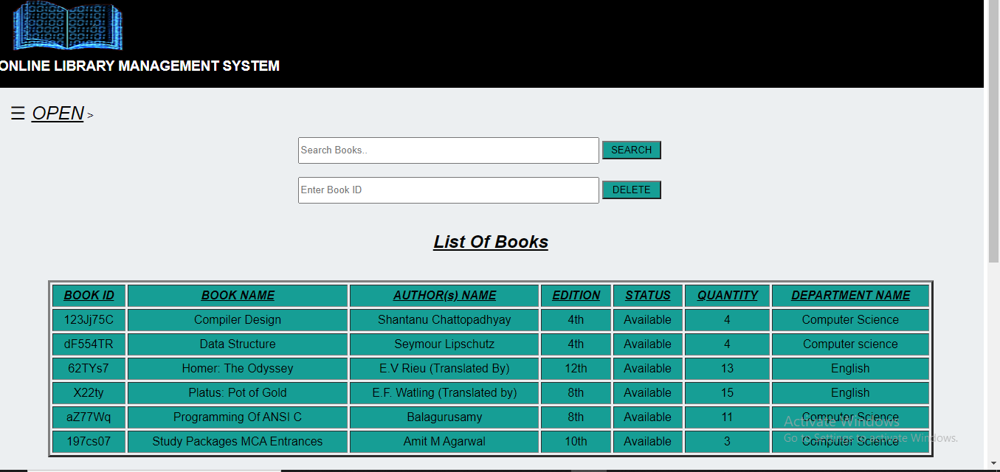 ONLINE LIBRARY MANAGEMENT SYSTEM
☰ OPEN >
Search Books.. SEARCH
Enter Book ID DELETE
List Of Books
BOOK ID BOOK NAME AUTHOR(s) NAME EDITION STATUS QUANTITY DEPARTMENT NAME
123Jj75C Compiler Design Shantanu Chattopadhyay 4th Available 4 Computer Science
dF554TR Data Structure Seymour Lipschutz 4th Available 4 Computer science
62TYs7 Homer: The Odyssey E.V Rieu (Translated By) 12th Available 13 English
X22ty Platus: Pot of Gold E.F. Watling (Translated by) 8th Available 15 English
aZ77Wq Programming Of ANSI C Balagurusamy 8th Available 11 Computer Science
Activate Windows
197cs07 Study Packages MCA Entrances Amit M Agarwal 10th Available 3 Computer Science
Go to Settings to activate Windows.